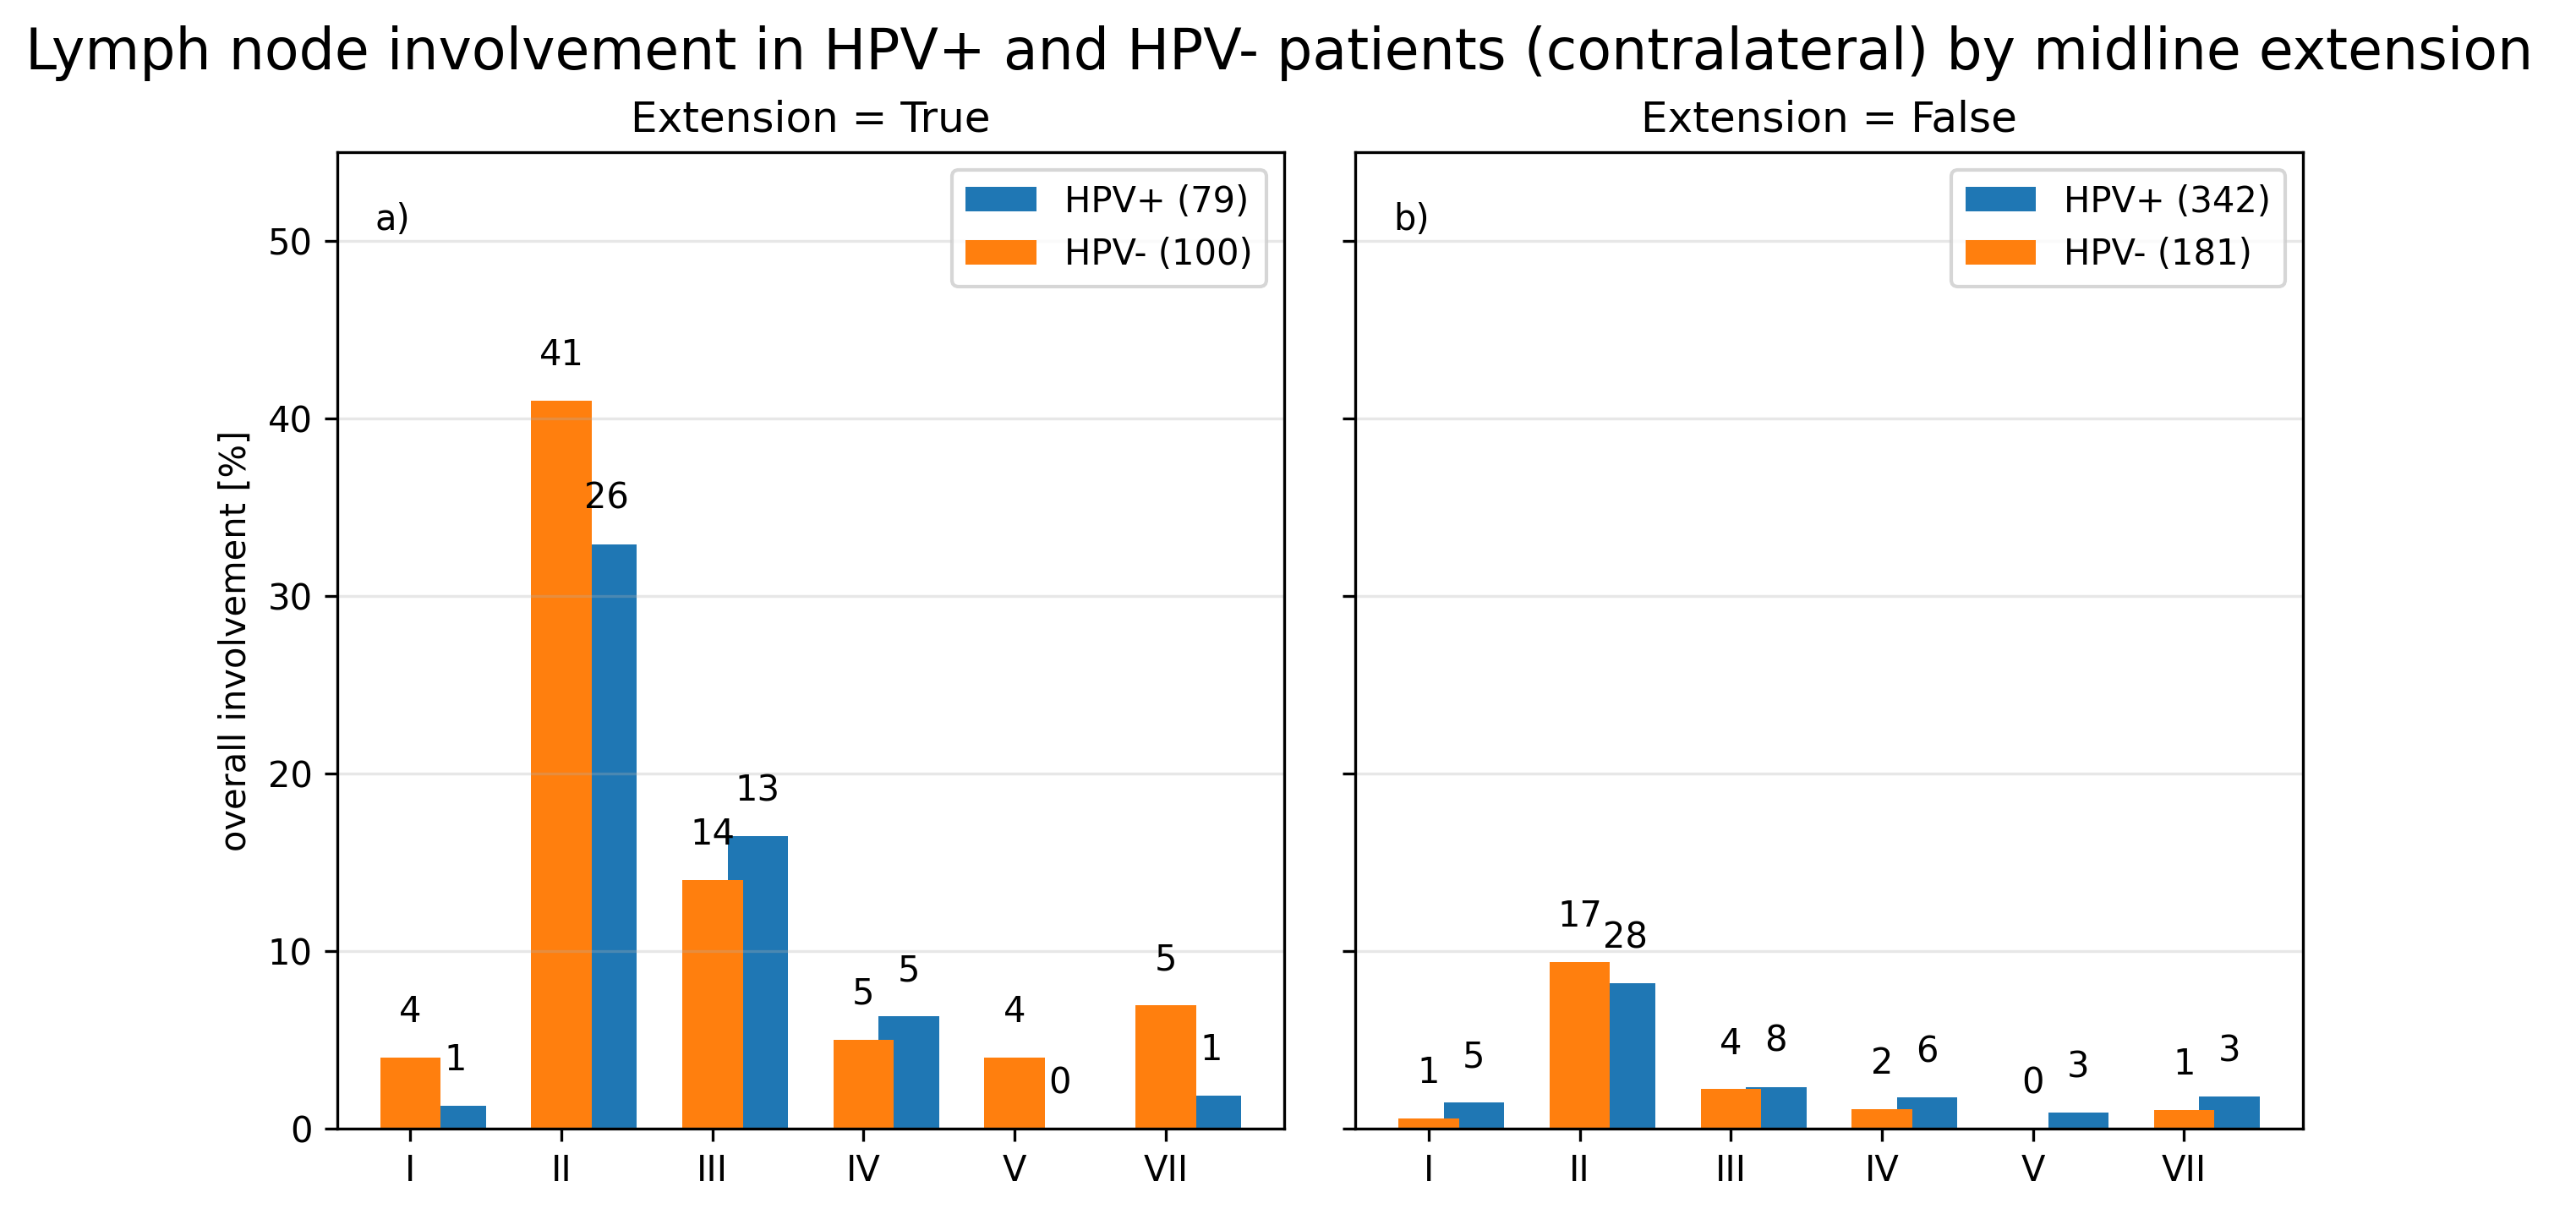 Lymph node involvement in HPV+ and HPV- patients (contralateral) by midline extension
Extension = True
a)
HPV+ (79)
HPV- (100)
overall involvement [%]
50
40
30
20
10
0
41
26
14
13
4
1
5
5
4
0
5
1
I II III IV V VII
Extension = False
b)
HPV+ (342)
HPV- (181)
17
28
1
5
4
8
2
6
0
3
1
3
I II III IV V VII